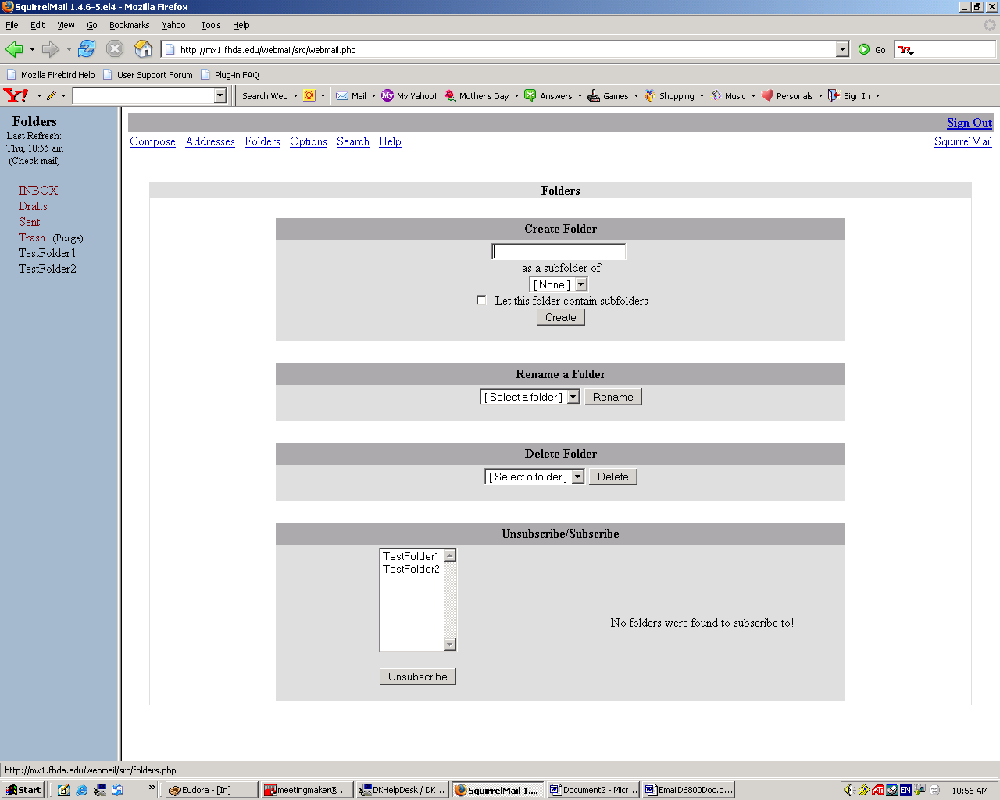 SquirrelMail 1.4.6-5.el4 - Mozilla Firefox
File Edit View Go Bookmarks Yahoo! Tools Help
http://mx1.fhda.edu/webmail/src/webmail.php Go Y!
Mozilla Firebird Help User Support Forum Plug-in FAQ
Y! Search Web Mail My My Yahoo! Mother's Day Answers Games Shopping Music Personals Sign In
Folders
Last Refresh:
Thu, 10:55 am
(Check mail)
INBOX
Drafts
Sent
Trash (Purge)
TestFolder1
TestFolder2
Sign Out
Compose Addresses Folders Options Search Help SquirrelMail
Folders
Create Folder
as a subfolder of
[ None ]
Let this folder contain subfolders
Create
Rename a Folder
[ Select a folder ] Rename
Delete Folder
[ Select a folder ] Delete
Unsubscribe/Subscribe
TestFolder1
TestFolder2
No folders were found to subscribe to!
Unsubscribe
http://mx1.fhda.edu/webmail/src/folders.php
Start » Eudora - [In] meetingmaker® ... DKHelpDesk / DK... SquirrelMail 1.... Document2 - Micr... EmailD6800Doc.d... EN 10:56 AM